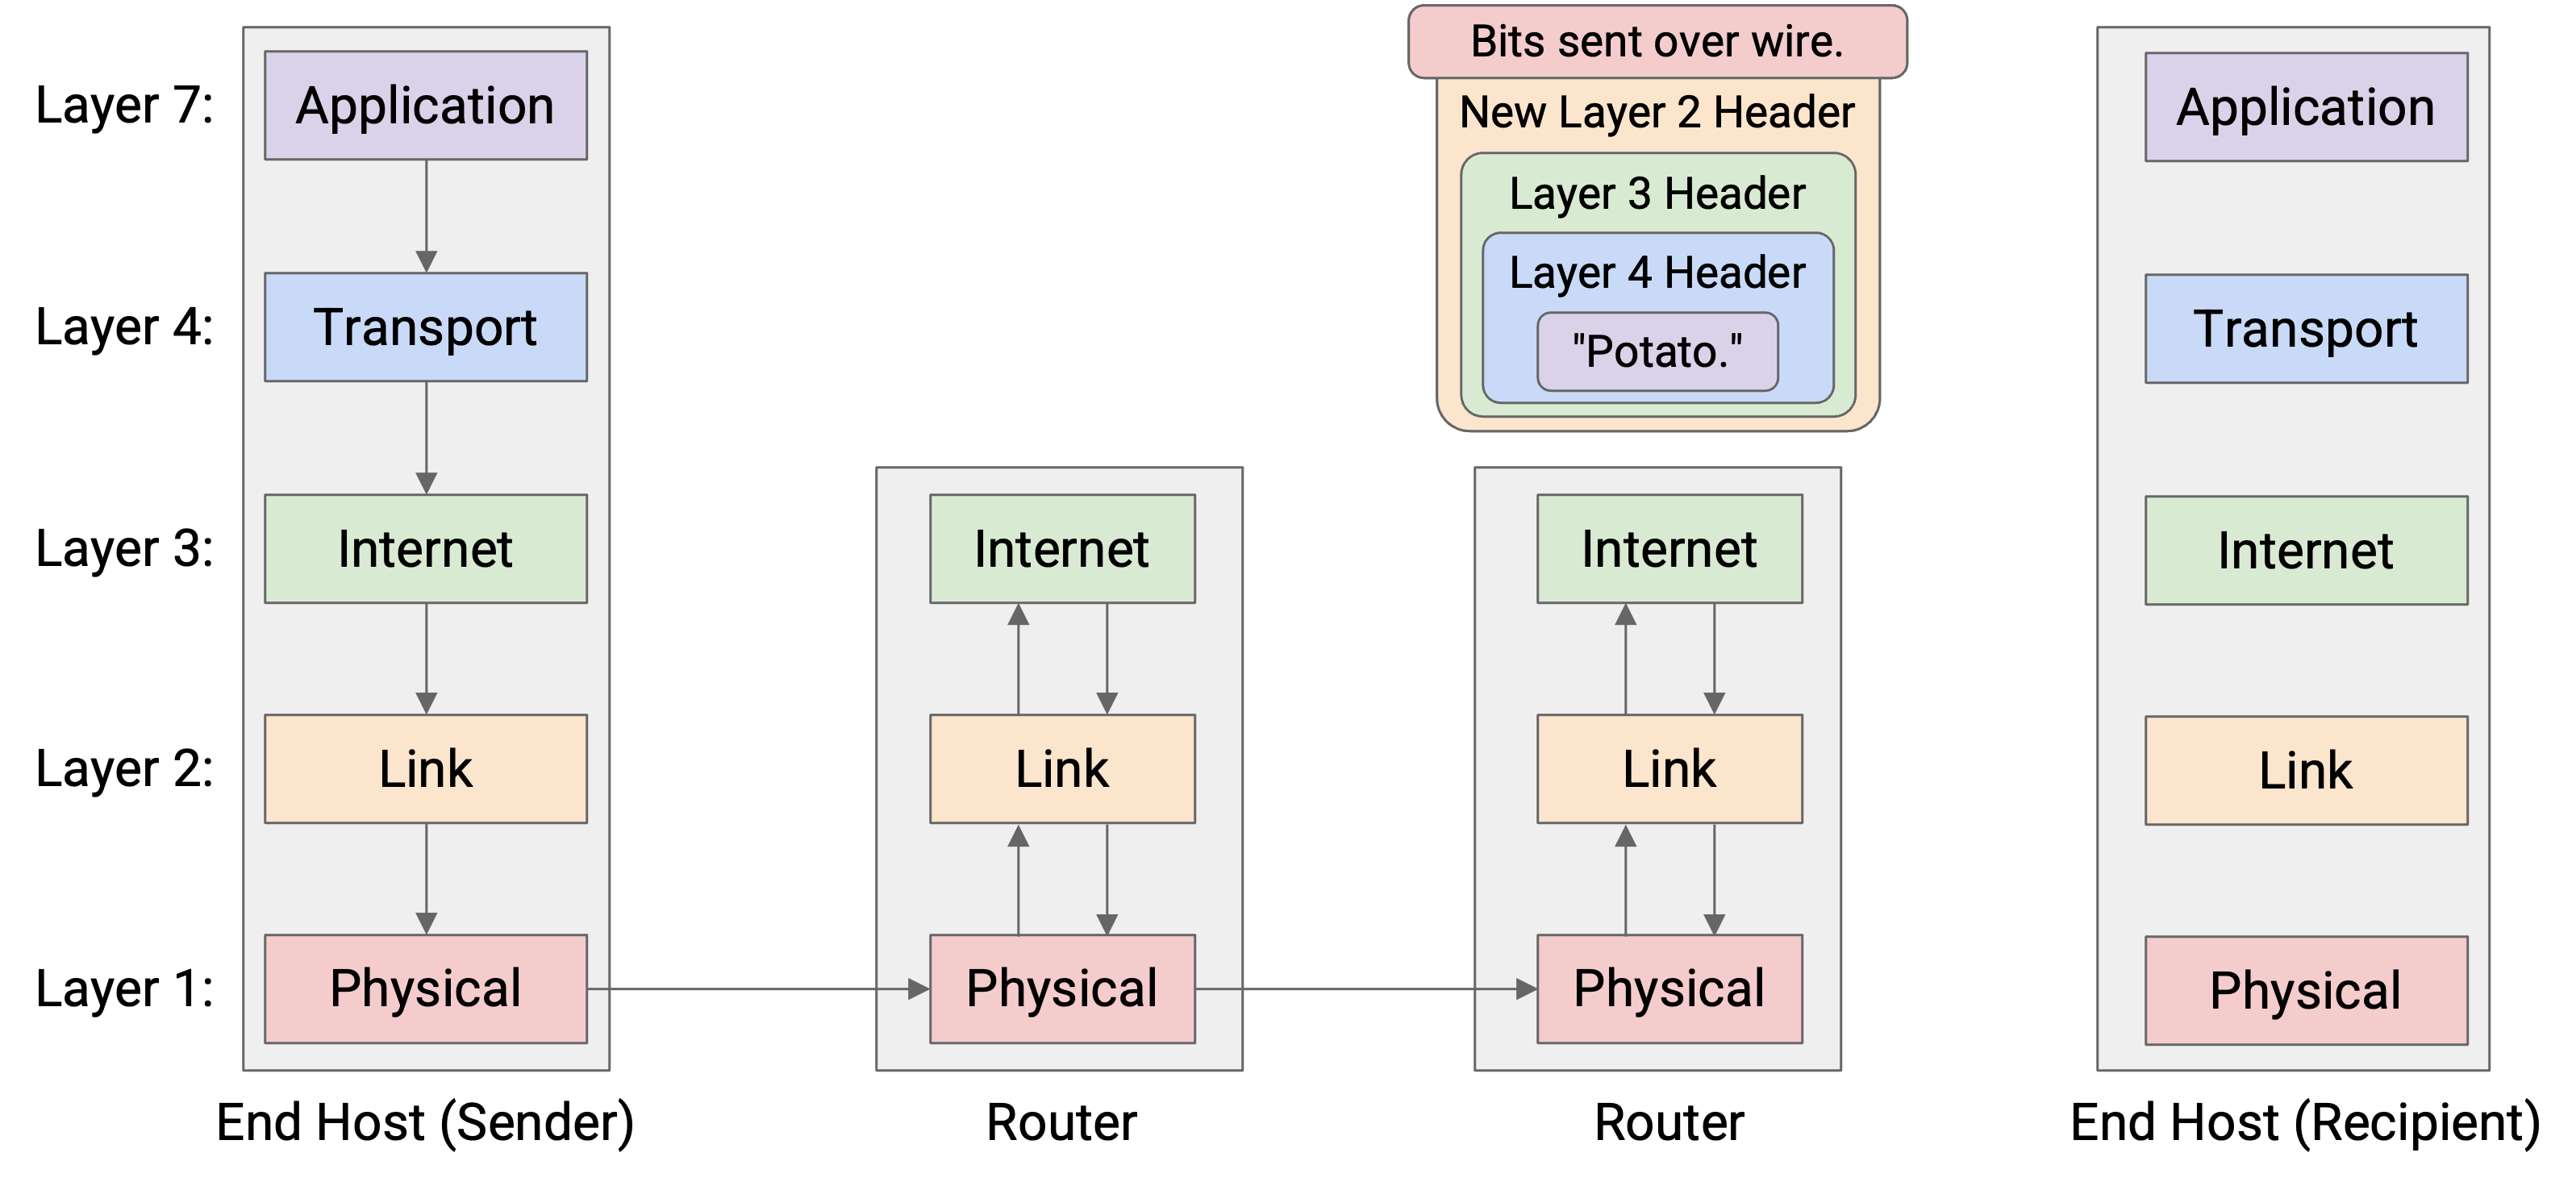 Bits sent over wire.
New Layer 2 Header
Layer 3 Header
Layer 4 Header
"Potato."
Layer 7:
Application
Application
Layer 4:
Transport
Transport
Layer 3:
Internet
Internet
Internet
Internet
Layer 2:
Link
Link
Link
Link
Layer 1:
Physical
Physical
Physical
Physical
End Host (Sender)
Router
Router
End Host (Recipient)